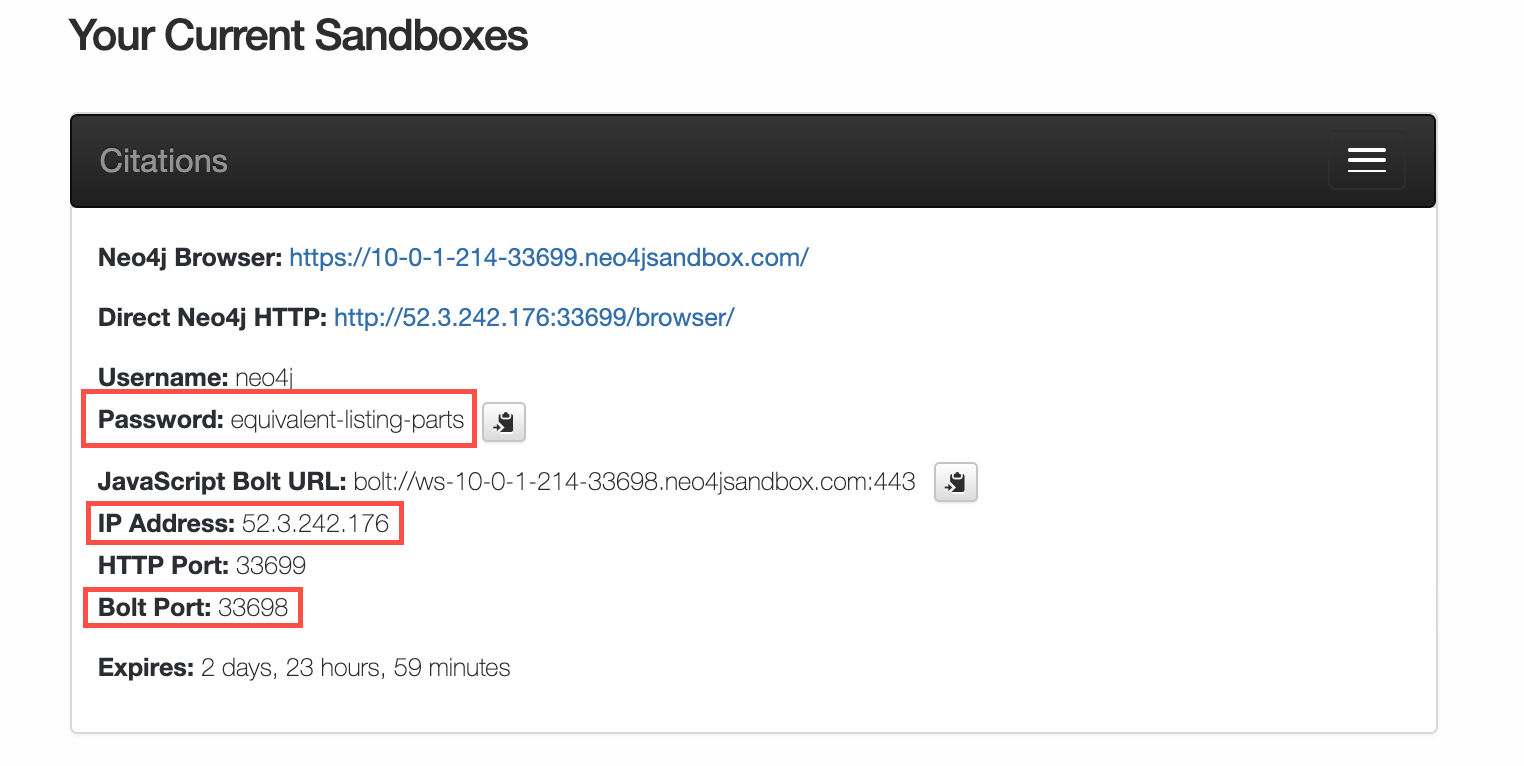 Your Current Sandboxes
Citations
Neo4j Browser: https://10-0-1-214-33699.neo4jsandbox.com/
Direct Neo4j HTTP: http://52.3.242.176:33699/browser/
Username: neo4j
Password: equivalent-listing-parts
JavaScript Bolt URL: bolt://ws-10-0-1-214-33698.neo4jsandbox.com:443
IP Address: 52.3.242.176
HTTP Port: 33699
Bolt Port: 33698
Expires: 2 days, 23 hours, 59 minutes